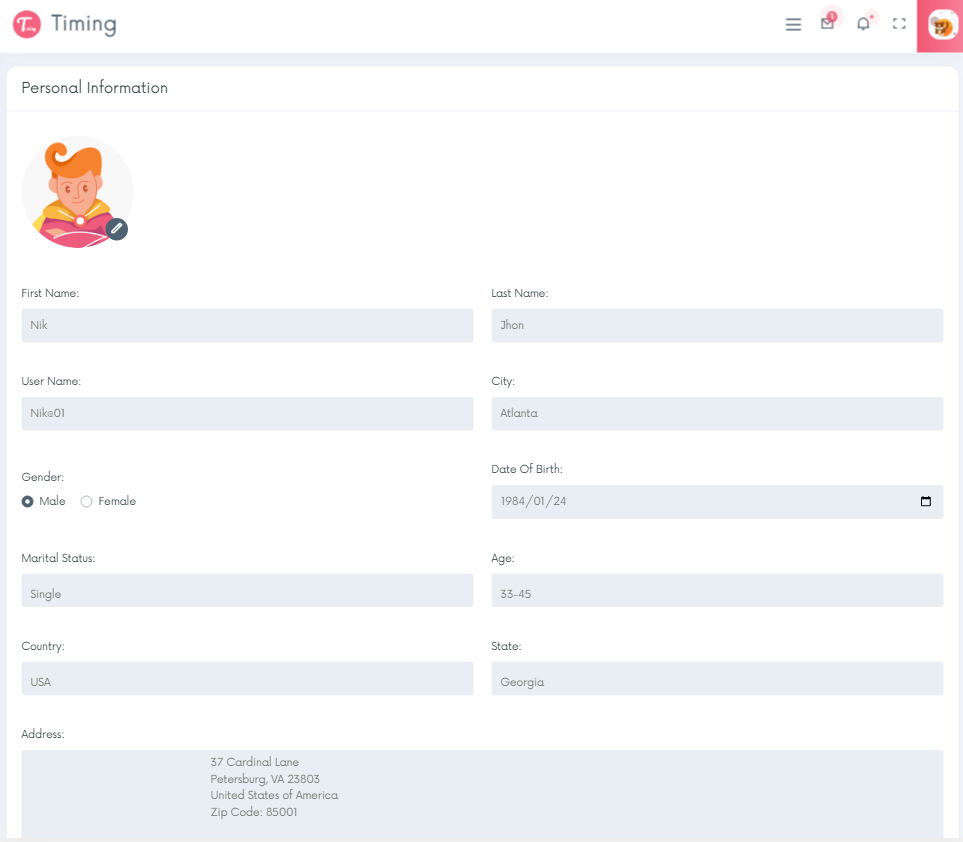 Timing
1
Personal Information
First Name:
Last Name:
Nik
Jhon
User Name:
City:
Nik@01
Atlanta
Gender:
Date Of Birth:
Male Female
1984/01/24
Marital Status:
Age:
Single
33-45
Country:
State:
USA
Georgia
Address:
37 Cardinal Lane
Petersburg, VA 23803
United States of America
Zip Code: 85001